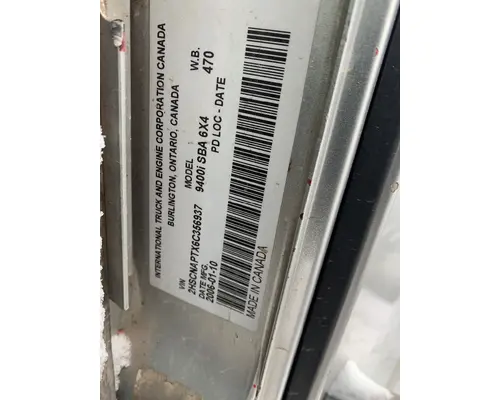 INTERNATIONAL TRUCK AND ENGINE CORPORATION CANADA
BURLINGTON, ONTARIO, CANADA
MODEL W.B.
9400i SBA 6X4 470
VIN PD LOC - DATE
2HSCNAPTX6C356937
DATE MFG.
2006-01-10
MADE IN CANADA